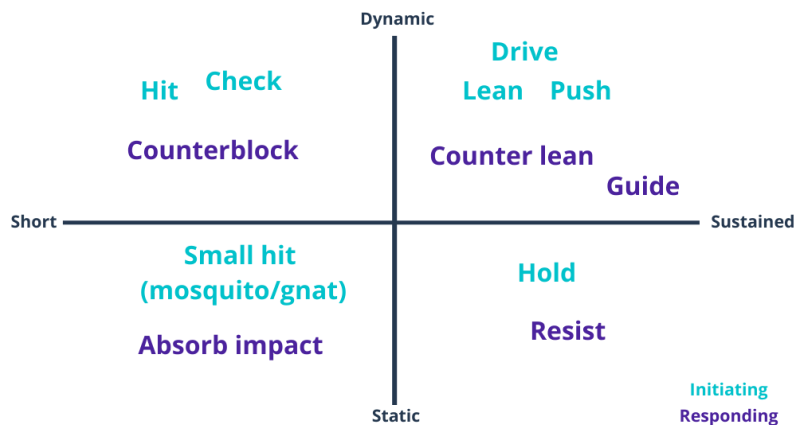 Dynamic
Drive
Hit Check Lean Push
Counterblock Counter lean
Guide
Short Sustained
Small hit
(mosquito/gnat)
Hold
Absorb impact Resist
Initiating
Static Responding